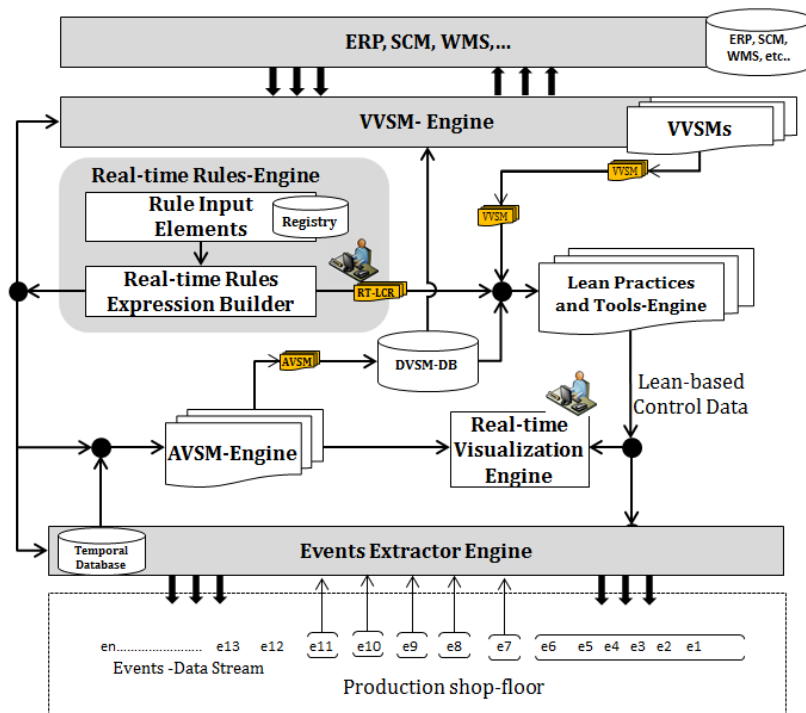 ERP, SCM, WMS,...
ERP, SCM,
WMS, etc..
VVSM- Engine
VVSMs
VVSM
VVSM
Real-time Rules-Engine
Rule Input
Elements
Registry
Real-time Rules
Expression Builder
RT-LCR
Lean Practices
and Tools-Engine
AVSM
DVSM-DB
Lean-based
Control Data
AVSM-Engine
Real-time
Visualization
Engine
Temporal
Database
Events Extractor Engine
en........................ e13 e12 e11 e10 e9 e8 e7 e6 e5 e4 e3 e2 e1
Events -Data Stream
Production shop-floor